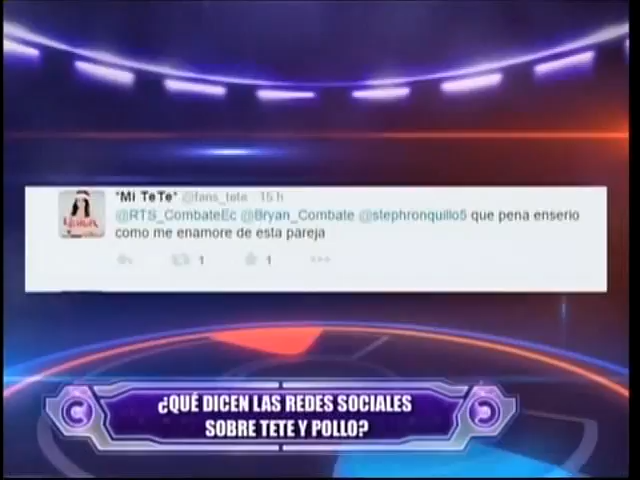 *Mi TeTe* @fans_tete · 15 h
@RTS_CombateEc @Bryan_Combate @stephronquillo5 que pena enserio
como me enamore de esta pareja
1 1
¿QUÉ DICEN LAS REDES SOCIALES
SOBRE TETE Y POLLO?